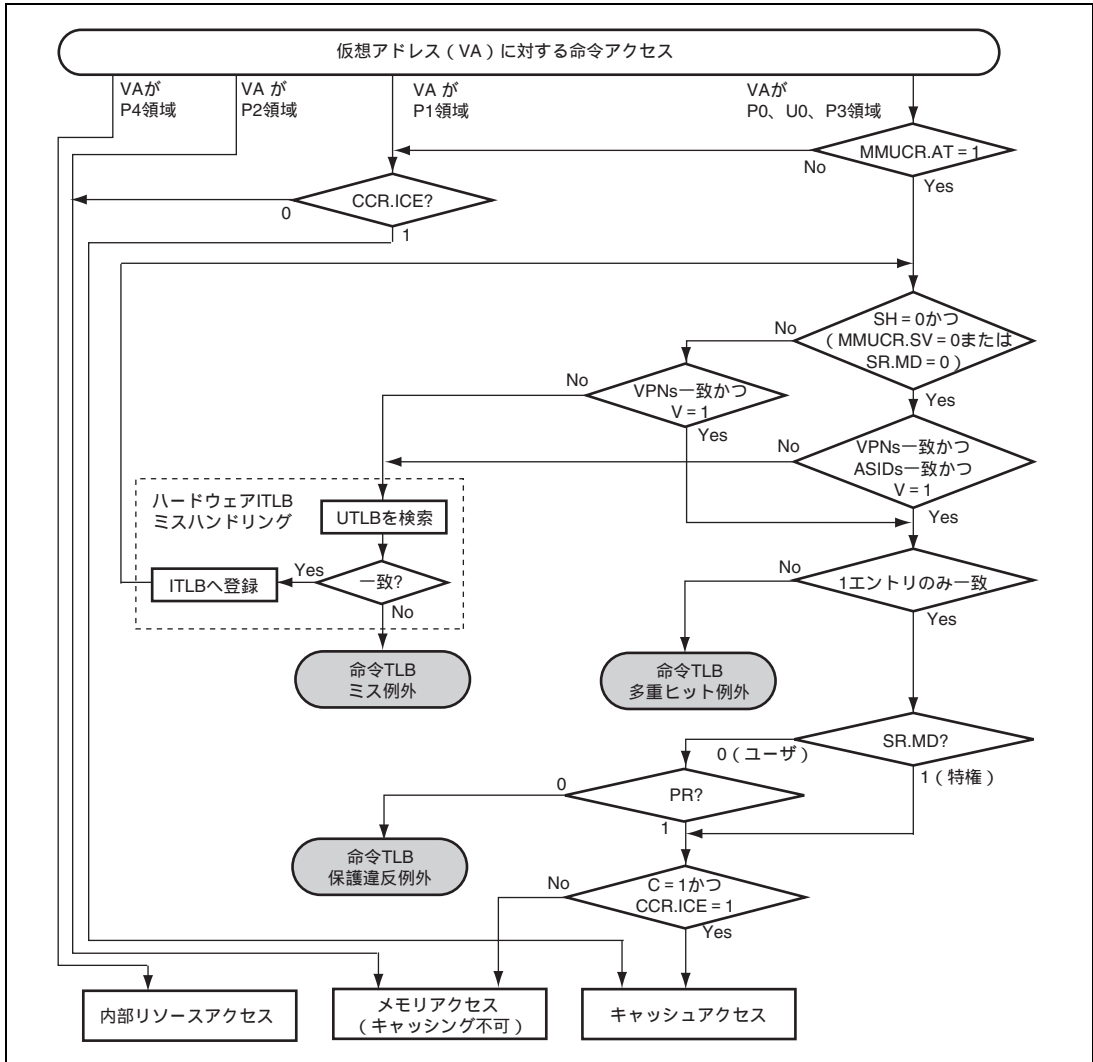 仮想アドレス（VA）に対する命令アクセス
VAが
P4領域
VA が
P2領域
VA が
P1領域
VAが
P0、U0、P3領域
MMUCR.AT = 1
No
Yes
CCR.ICE?
0
1
SH = 0かつ
（MMUCR.SV = 0または
SR.MD = 0）
No
Yes
VPNs一致かつ
V = 1
No
Yes
VPNs一致かつ
ASIDs一致かつ
V = 1
No
Yes
ハードウェアITLB
ミスハンドリング
UTLBを検索
一致?
Yes
No
ITLBへ登録
1エントリのみ一致
No
Yes
命令TLB
ミス例外
命令TLB
多重ヒット例外
SR.MD?
0（ユーザ）
1（特権）
PR?
0
1
命令TLB
保護違反例外
C = 1かつ
CCR.ICE = 1
No
Yes
内部リソースアクセス
メモリアクセス
（キャッシング不可）
キャッシュアクセス